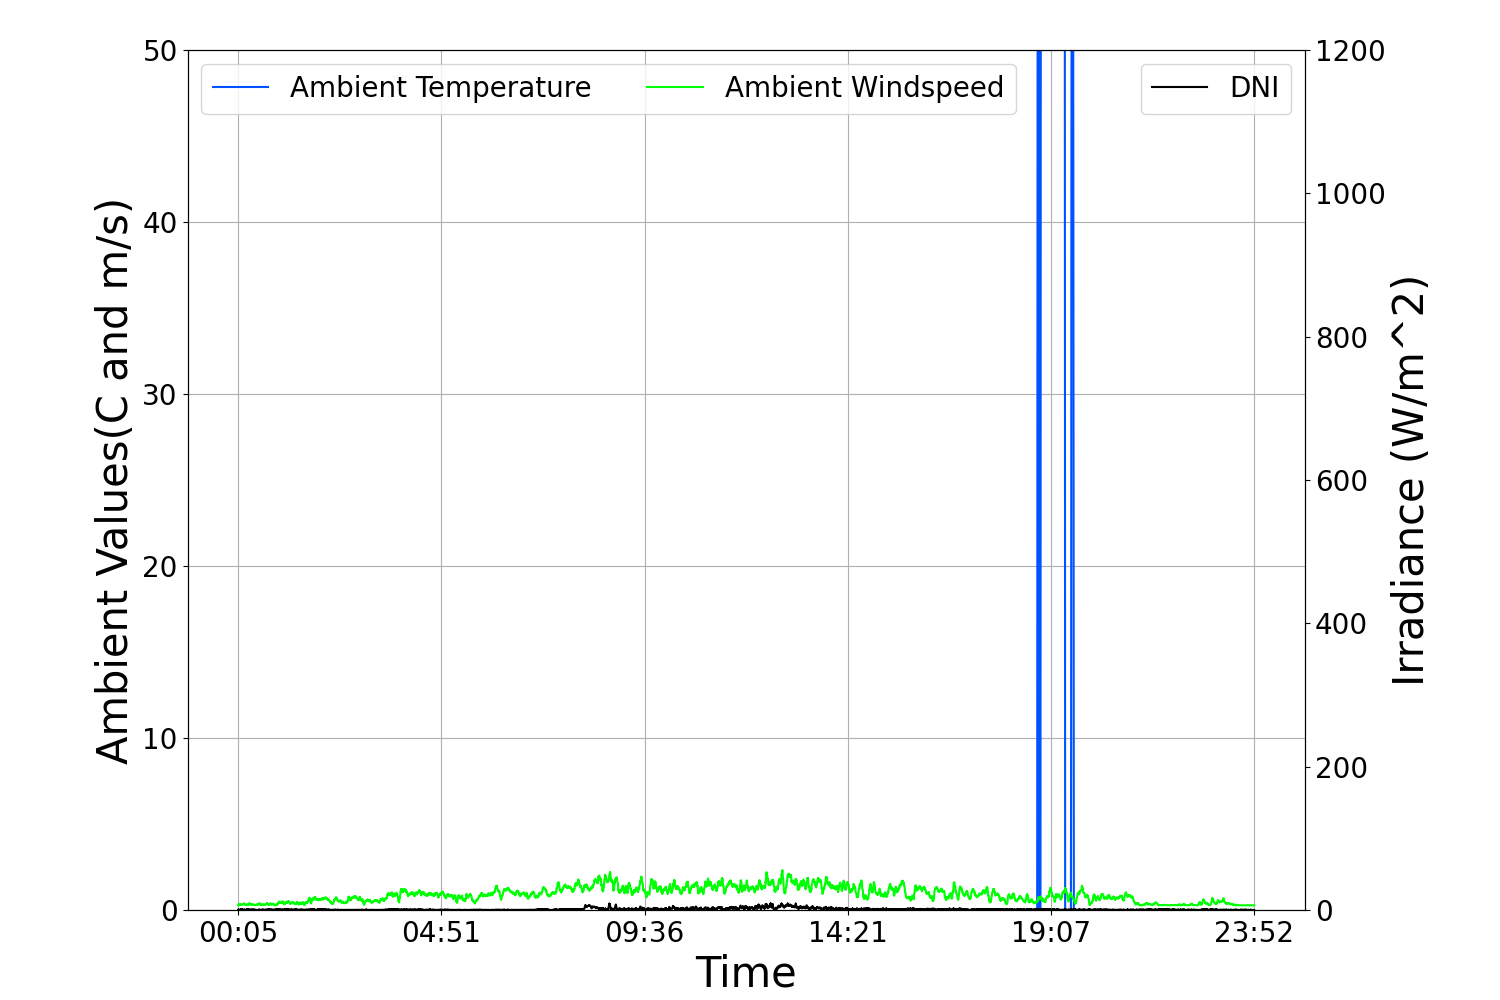 Ambient Temperature
Ambient Windspeed
DNI
Ambient Values(C and m/s)
50
40
30
20
10
0
1200
1000
800
600
400
200
0
Irradiance (W/m^2)
00:05 04:51 09:36 14:21 19:07 23:52
Time